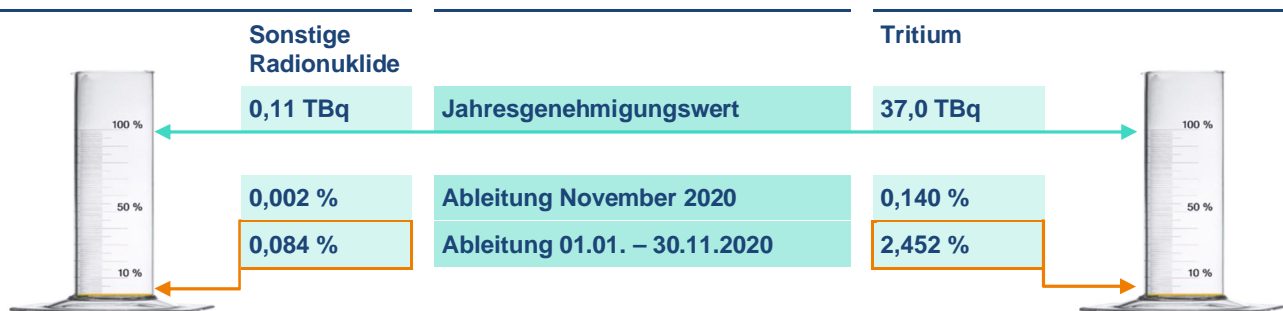 Sonstige
Radionuklide
Tritium
0,11 TBq
Jahresgenehmigungswert
37,0 TBq
100 %
100 %
0,002 %
Ableitung November 2020
0,140 %
50 %
50 %
0,084 %
Ableitung 01.01. – 30.11.2020
2,452 %
10 %
10 %